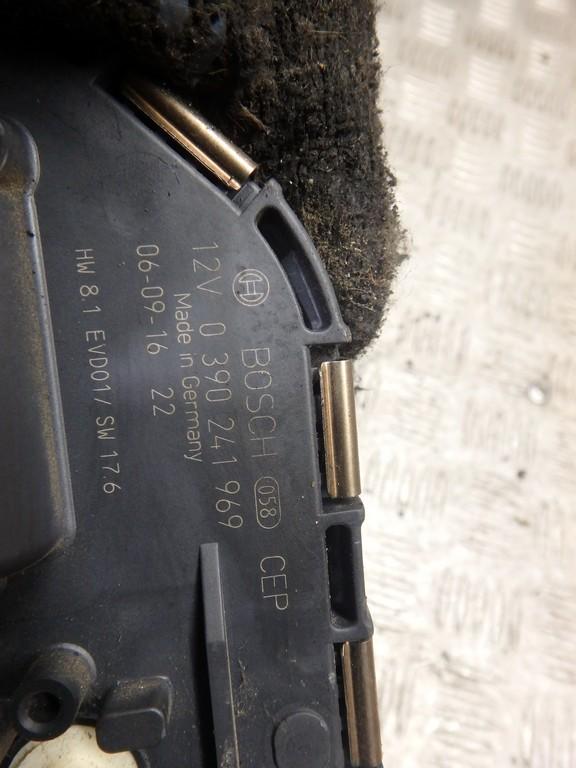 BOSCH 058 CEP
12V 0 390 241 969
Made in Germany
06-09-16 22
HW 8.1 EVD01/ SW 17.6